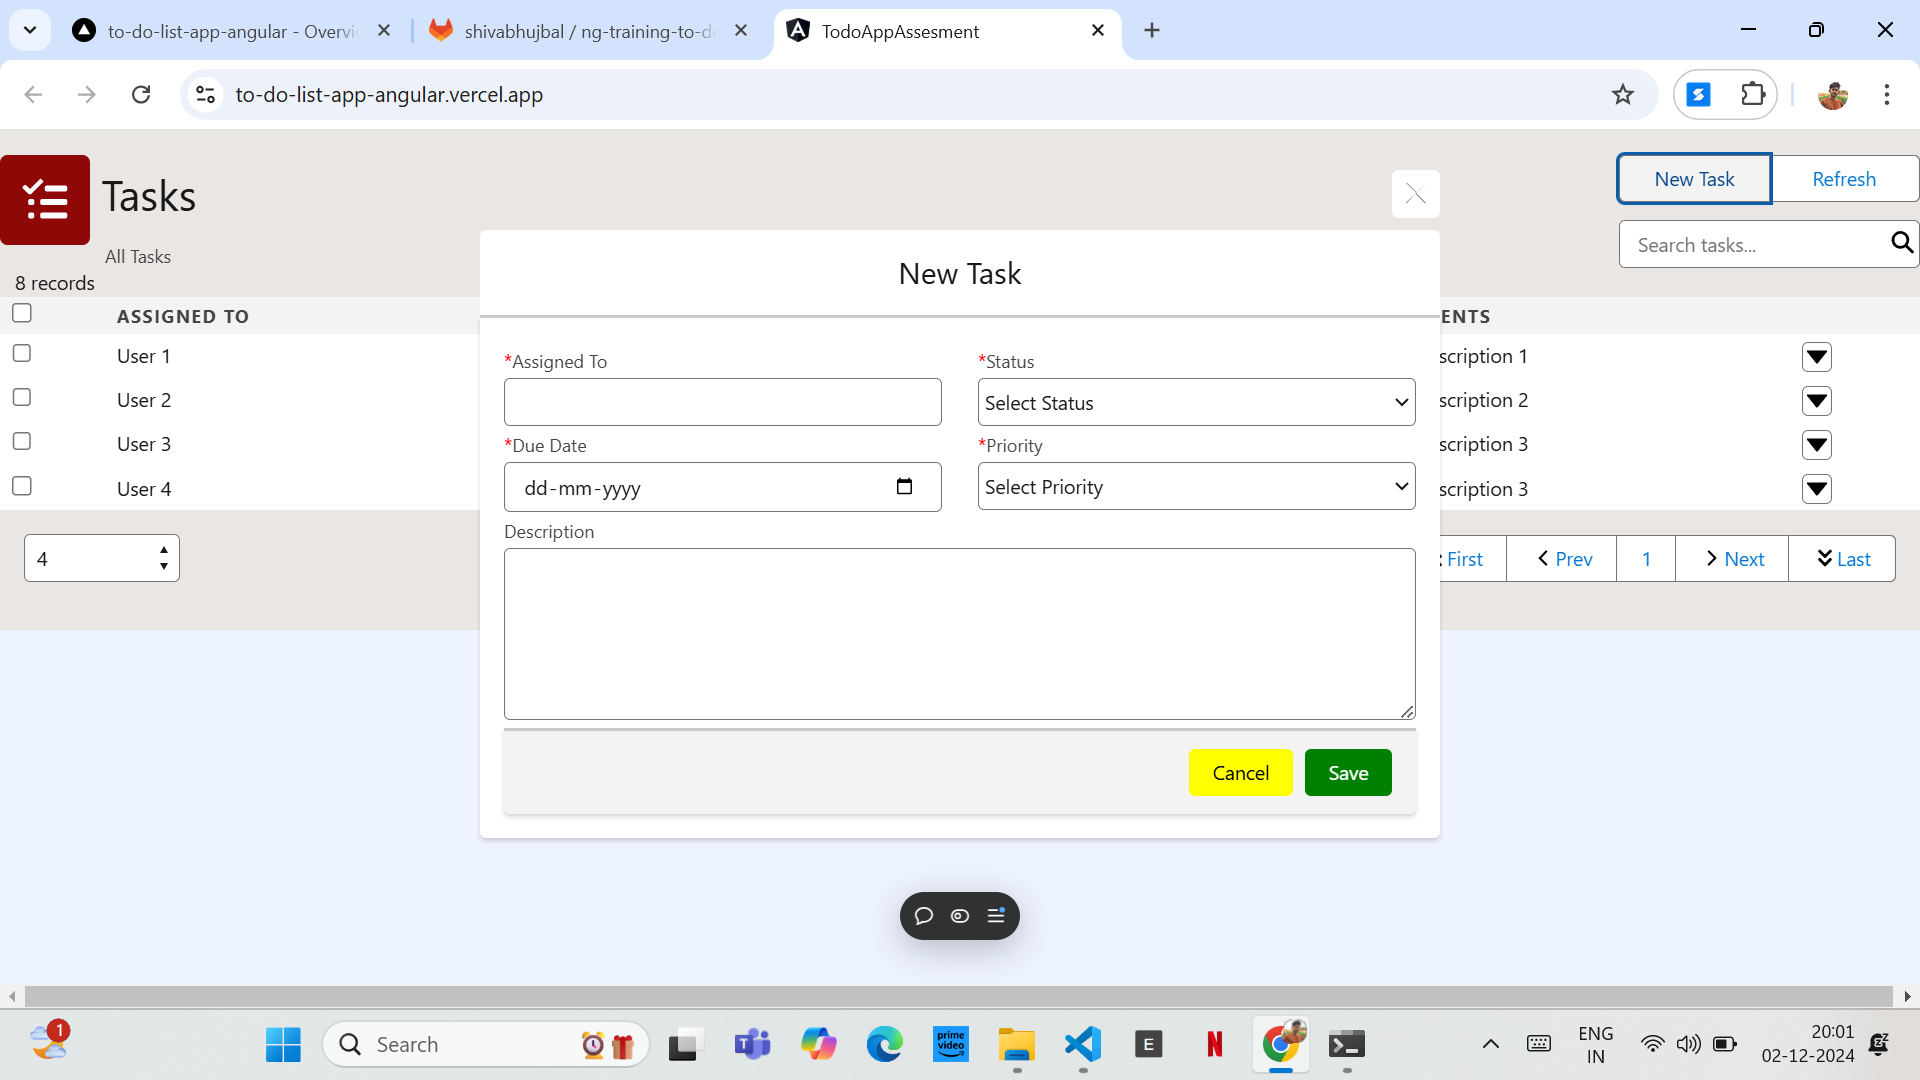 to-do-list-app-angular - Overvi
shivabhujbal / ng-training-to-do
TodoAppAssesment
to-do-list-app-angular.vercel.app
Tasks
All Tasks
8 records
New Task
Refresh
Search tasks...
ASSIGNED TO
ENTS
User 1
scription 1
User 2
scription 2
User 3
scription 3
User 4
scription 3
4
First
Prev
1
Next
Last
New Task
*Assigned To
*Status
Select Status
*Due Date
*Priority
dd-mm-yyyy
Select Priority
Description
Cancel
Save
1
Search
T
prime
video
E
N
ENG
IN
20:01
02-12-2024